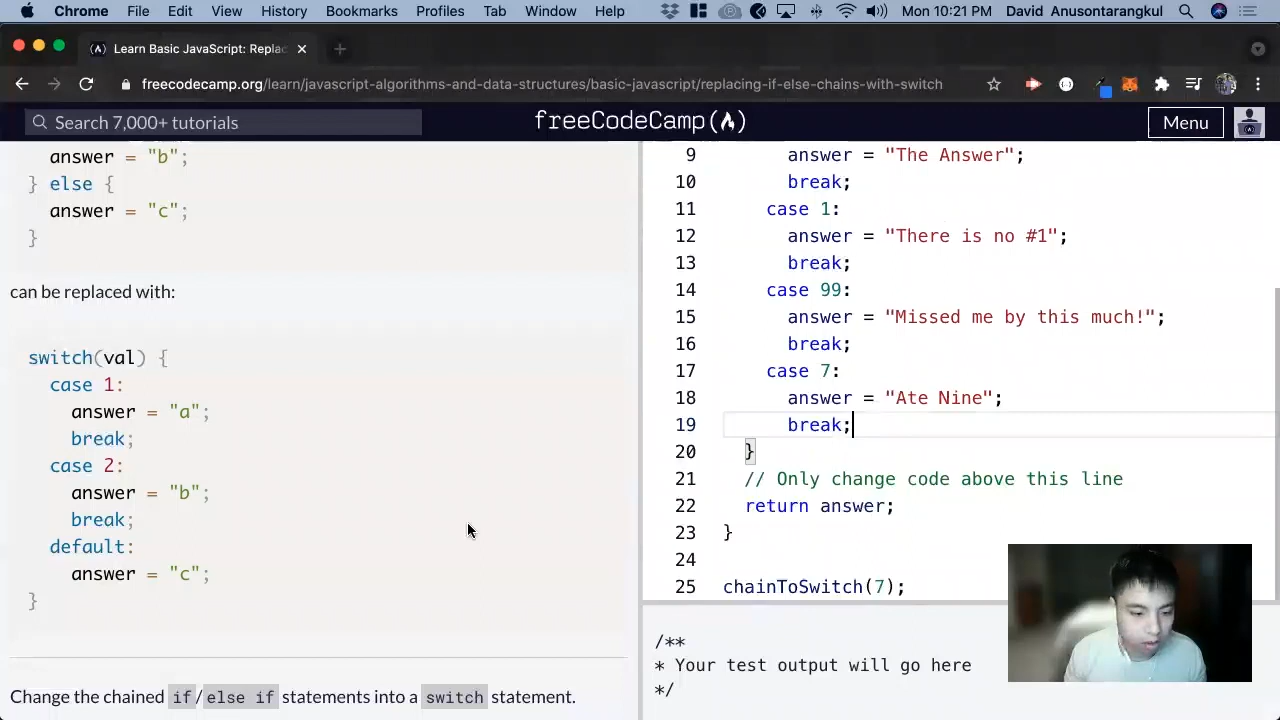 Chrome File Edit View History Bookmarks Profiles Tab Window Help Mon 10:21 PM David Anusontarangkul
Learn Basic JavaScript: Replac
freecodecamp.org/learn/javascript-algorithms-and-data-structures/basic-javascript/replacing-if-else-chains-with-switch
Search 7,000+ tutorials
freeCodeCamp
Menu
answer = "b";
} else {
answer = "c";
}
can be replaced with:
switch(val) {
case 1:
answer = "a";
break;
case 2:
answer = "b";
break;
default:
answer = "c";
}
Change the chained if/else if statements into a switch statement.
9 answer = "The Answer";
10 break;
11 case 1:
12 answer = "There is no #1";
13 break;
14 case 99:
15 answer = "Missed me by this much!";
16 break;
17 case 7:
18 answer = "Ate Nine";
19 break;
20 }
21 // Only change code above this line
22 return answer;
23 }
24
25 chainToSwitch(7);
/**
* Your test output will go here
*/